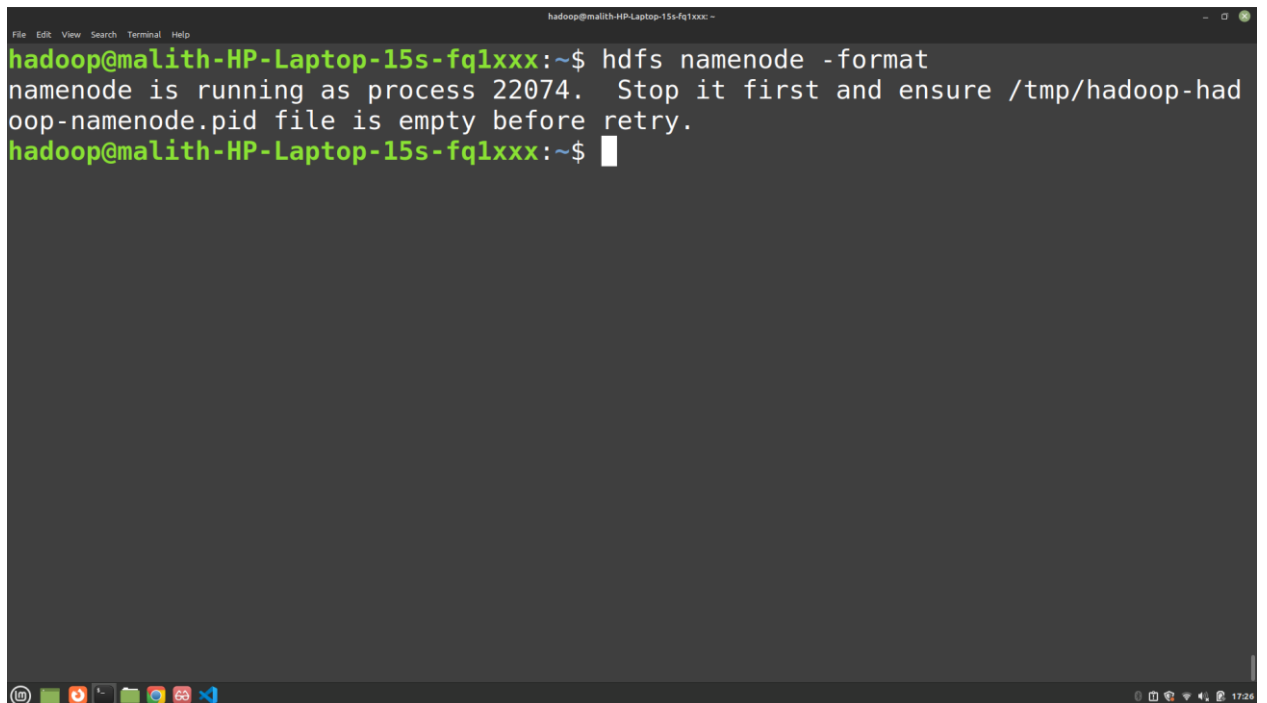 hadoop@malith-HP-Laptop-15s-fq1xxx: ~
File Edit View Search Terminal Help
hadoop@malith-HP-Laptop-15s-fq1xxx:~$ hdfs namenode -format
namenode is running as process 22074.  Stop it first and ensure /tmp/hadoop-had
oop-namenode.pid file is empty before retry.
hadoop@malith-HP-Laptop-15s-fq1xxx:~$
17:26